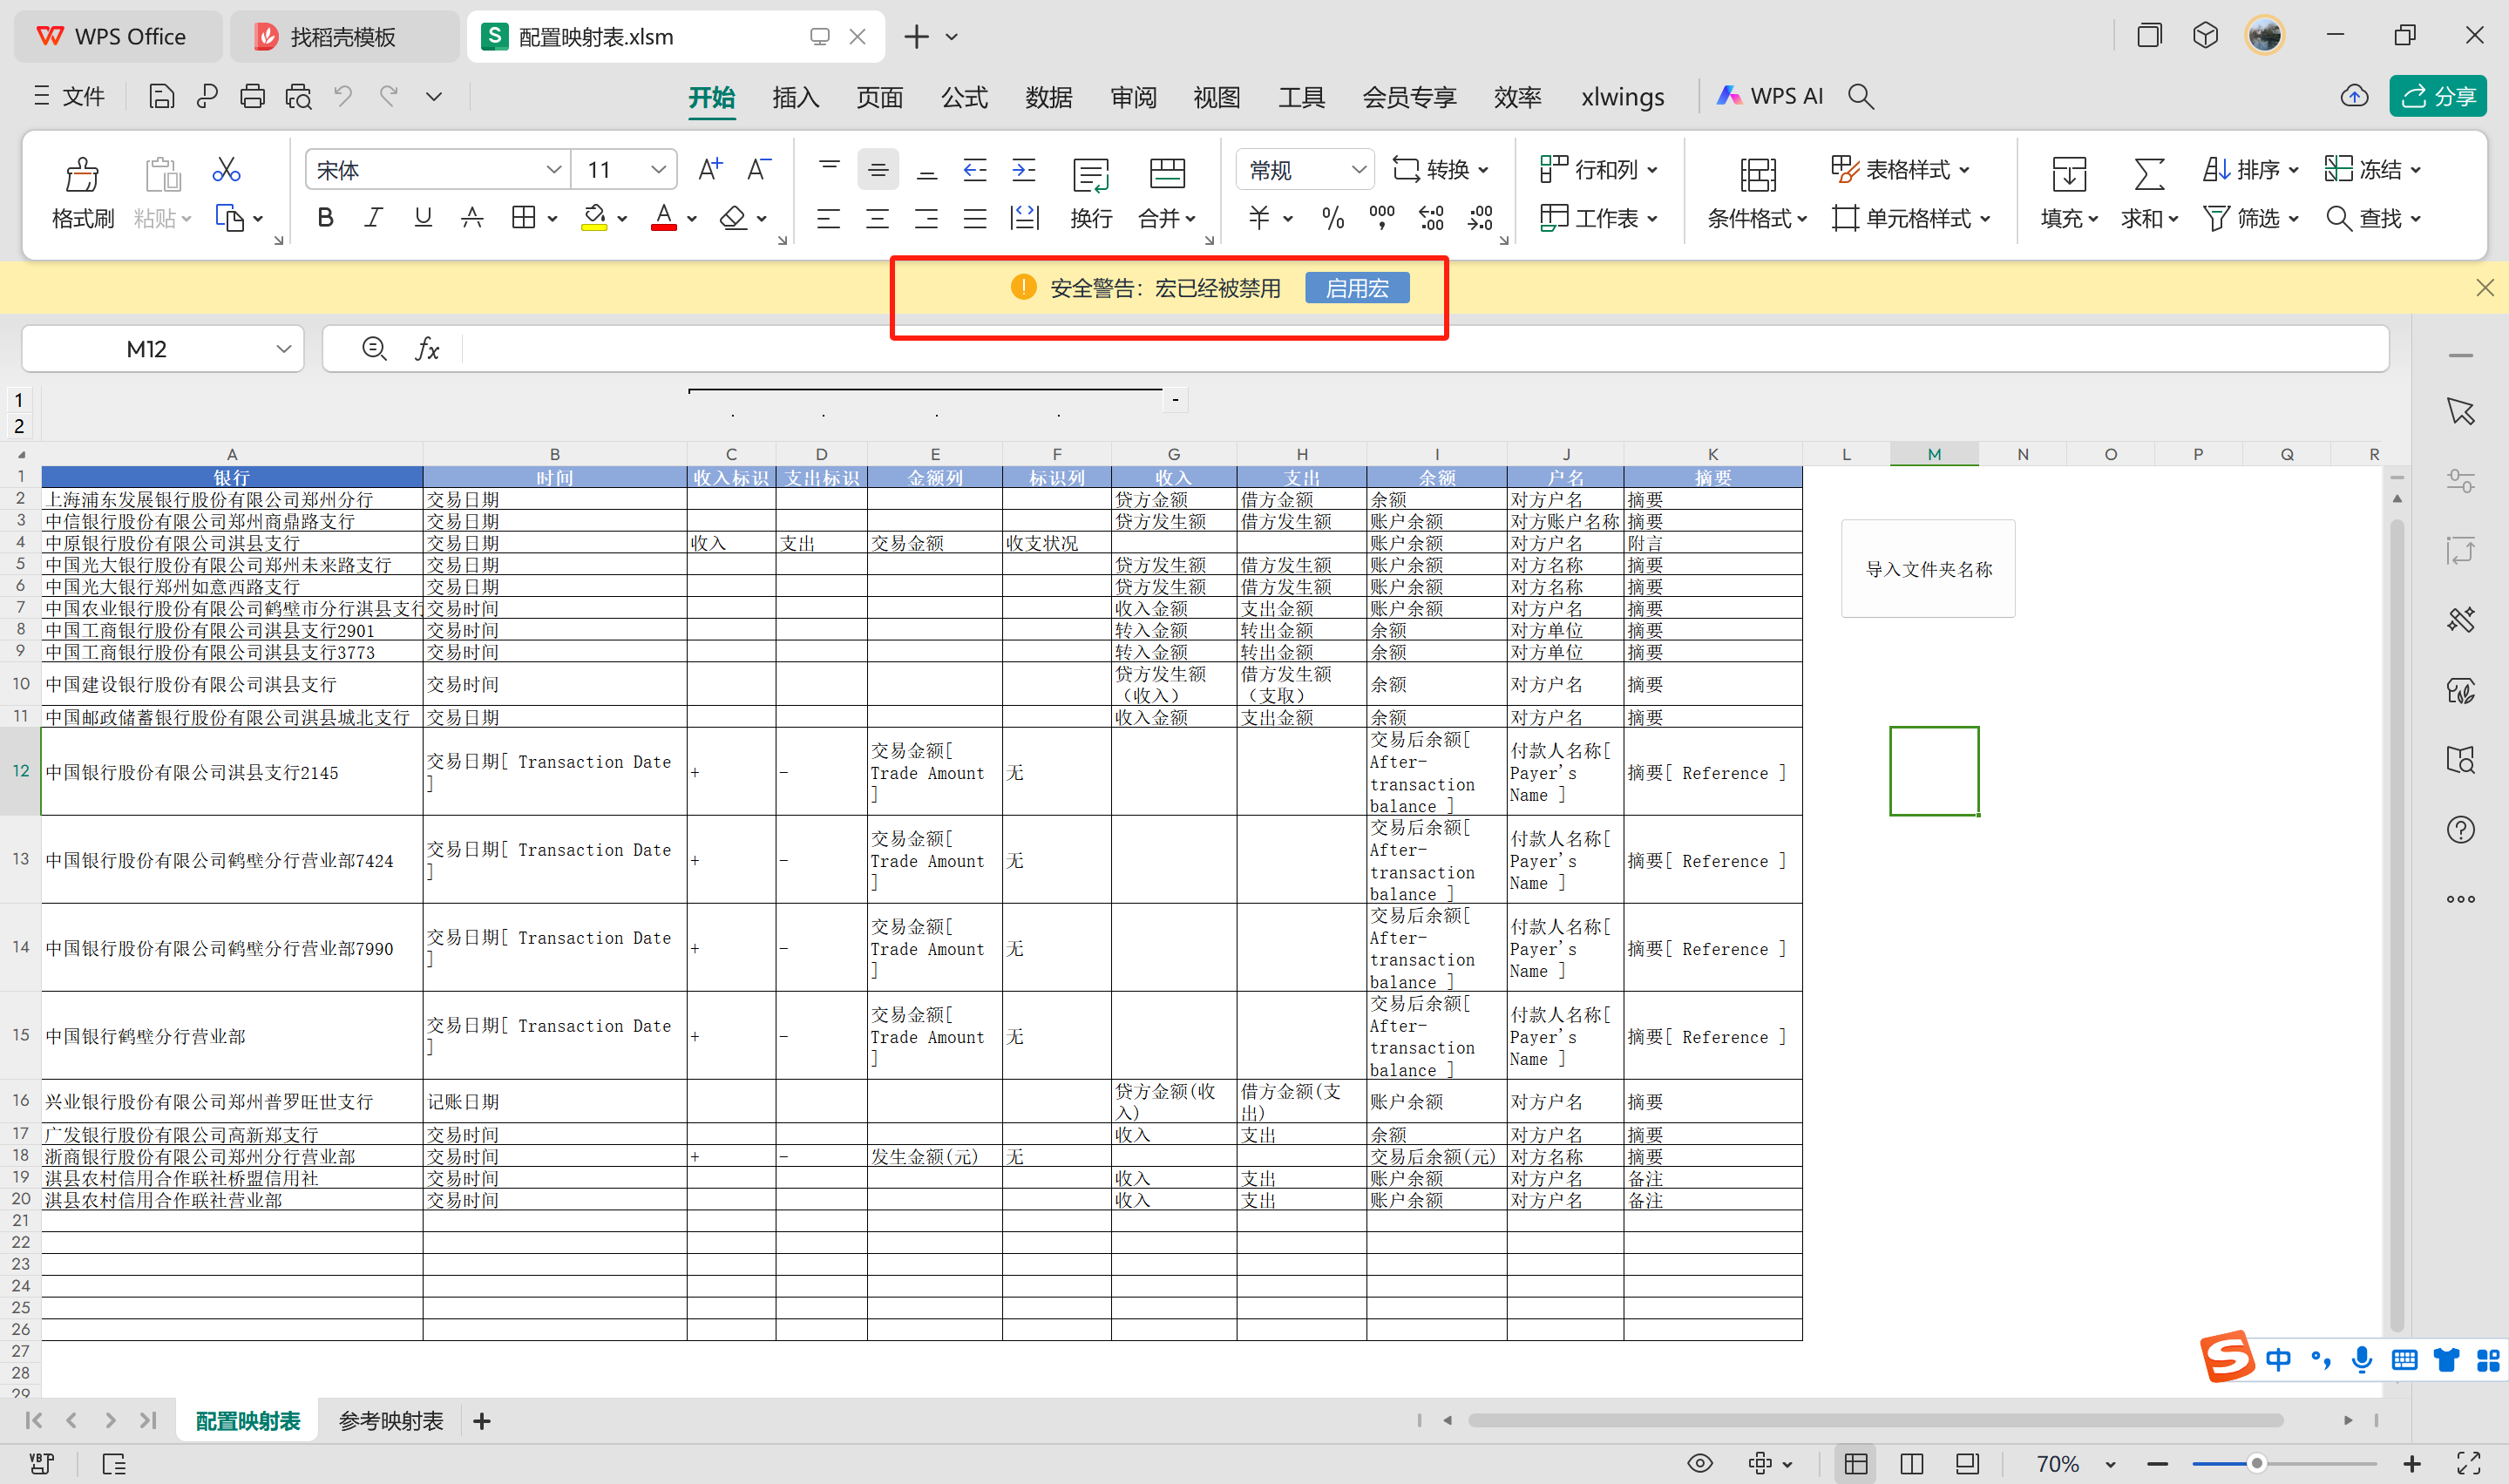 WPS Office 找稻壳模板 配置映射表.xlsm
文件 开始 插入 页面 公式 数据 审阅 视图 工具 会员专享 效率 xlwings WPS AI 分享
宋体 11 A+ A- 常规 转换 行和列 表格样式 排序 冻结
格式刷 粘贴 B I U A A 换行 合并 % 000 工作表 条件格式 单元格样式 填充 求和 筛选 查找
安全警告：宏已经被禁用 启用宏
M12 fx
1
2
A B C D E F G H I J K L M N O P Q R
1 银行 时间 收入标识 支出标识 金额列 标识列 收入 支出 余额 户名 摘要
2 上海浦东发展银行股份有限公司郑州分行 交易日期 贷方金额 借方金额 余额 对方户名 摘要
3 中信银行股份有限公司郑州商鼎路支行 交易日期 贷方发生额 借方发生额 账户余额 对方账户名称 摘要
4 中原银行股份有限公司淇县支行 交易日期 收入 支出 交易金额 收支状况 账户余额 对方户名 附言
5 中国光大银行股份有限公司郑州未来路支行 交易日期 贷方发生额 借方发生额 账户余额 对方名称 摘要
6 中国光大银行郑州如意西路支行 交易日期 贷方发生额 借方发生额 账户余额 对方名称 摘要
7 中国农业银行股份有限公司鹤壁市分行淇县支行 交易时间 收入金额 支出金额 账户余额 对方户名 摘要
8 中国工商银行股份有限公司淇县支行2901 交易时间 转入金额 转出金额 余额 对方单位 摘要
9 中国工商银行股份有限公司淇县支行3773 交易时间 转入金额 转出金额 余额 对方单位 摘要
10 中国建设银行股份有限公司淇县支行 交易时间 贷方发生额（收入） 借方发生额（支取） 余额 对方户名 摘要
11 中国邮政储蓄银行股份有限公司淇县城北支行 交易日期 收入金额 支出金额 余额 对方户名 摘要
12 中国银行股份有限公司淇县支行2145 交易日期[ Transaction Date ] + - 交易金额[ Trade Amount ] 无 交易后余额[ After-transaction balance ] 付款人名称[ Payer's Name ] 摘要[ Reference ]
13 中国银行股份有限公司鹤壁分行营业部7424 交易日期[ Transaction Date ] + - 交易金额[ Trade Amount ] 无 交易后余额[ After-transaction balance ] 付款人名称[ Payer's Name ] 摘要[ Reference ]
14 中国银行股份有限公司鹤壁分行营业部7990 交易日期[ Transaction Date ] + - 交易金额[ Trade Amount ] 无 交易后余额[ After-transaction balance ] 付款人名称[ Payer's Name ] 摘要[ Reference ]
15 中国银行鹤壁分行营业部 交易日期[ Transaction Date ] + - 交易金额[ Trade Amount ] 无 交易后余额[ After-transaction balance ] 付款人名称[ Payer's Name ] 摘要[ Reference ]
16 兴业银行股份有限公司郑州普罗旺世支行 记账日期 贷方金额(收入) 借方金额(支出) 账户余额 对方户名 摘要
17 广发银行股份有限公司高新郑支行 交易时间 收入 支出 余额 对方户名 摘要
18 浙商银行股份有限公司郑州分行营业部 交易时间 + - 发生金额(元) 无 交易后余额(元) 对方名称 摘要
19 淇县农村信用合作联社桥盟信用社 交易时间 收入 支出 账户余额 对方户名 备注
20 淇县农村信用合作联社营业部 交易时间 收入 支出 账户余额 对方户名 备注
21
22
23
24
25
26
27
28
29
导入文件夹名称
中
配置映射表 参考映射表
70%